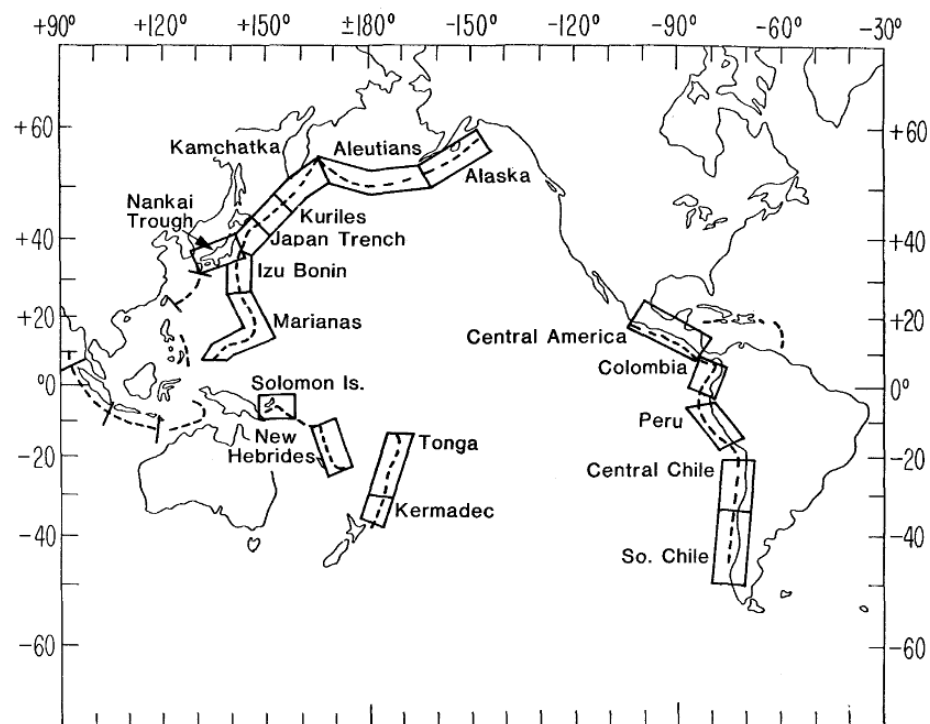 +90 +120° +150° ±180° -150° -120° -90° -60° -30°
+60 +60°
Kamchatka
Aleutians
Alaska
Nankai
Trough
Kuriles
+40 +40°
Japan Trench
Izu Bonin
+20 +20°
Marianas
Central America
Colombia
0° 0°
Solomon Is.
Peru
New
Hebrides
Tonga
-20 -20°
Central Chile
Kermadec
-40 -40°
So. Chile
-60 -60°